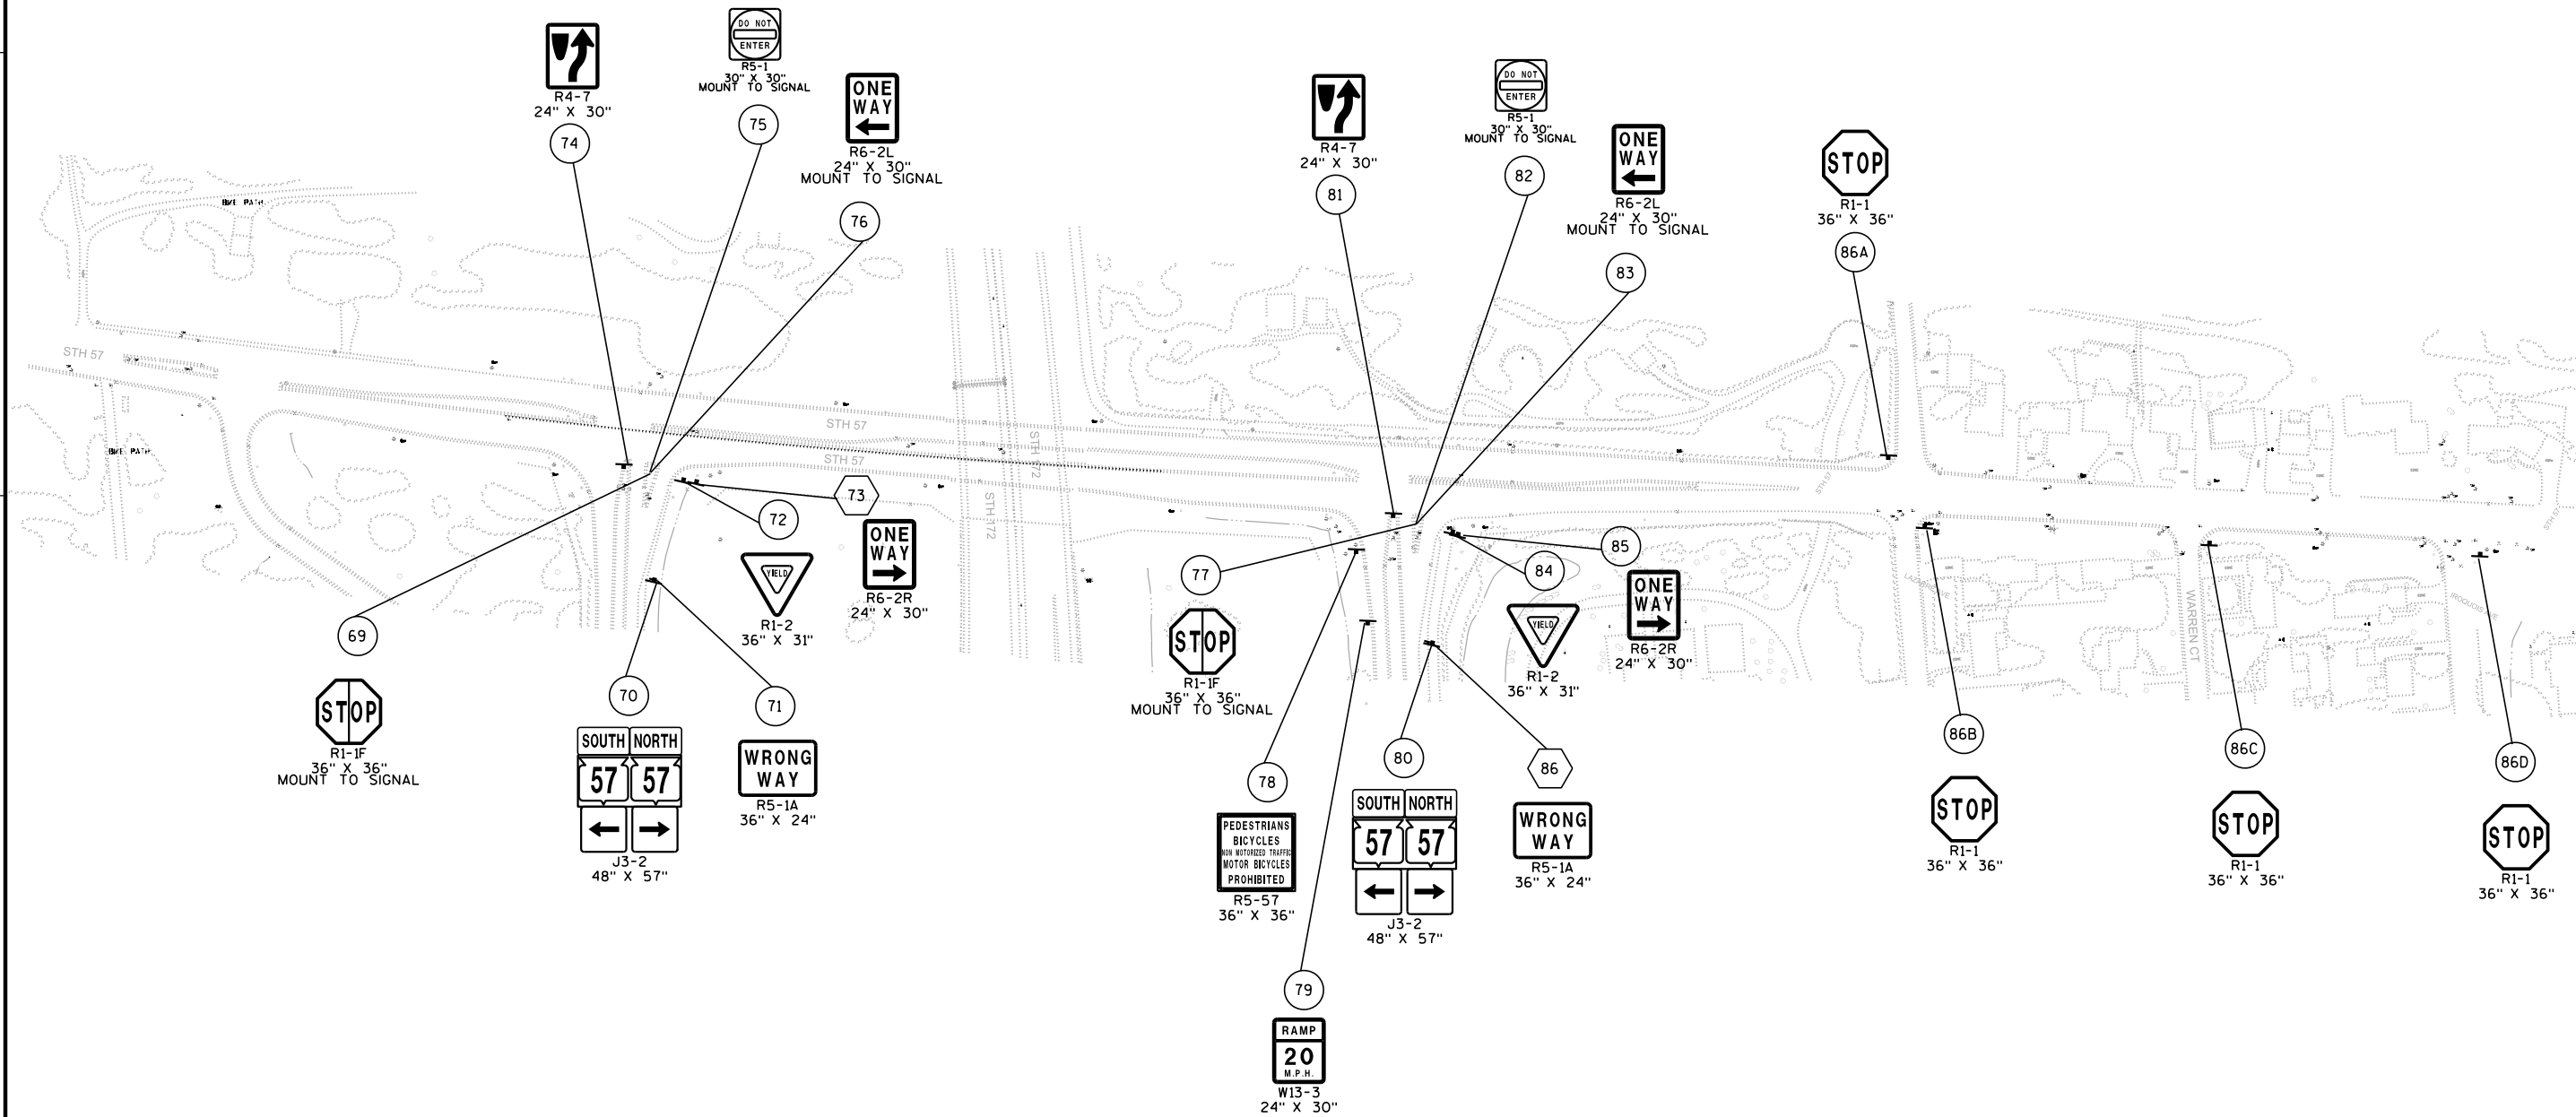 R4-7
24" X 30"
74
DO NOT
ENTER
R5-1
30" X 30"
MOUNT TO SIGNAL
75
ONE
WAY
R6-2L
24" X 30"
MOUNT TO SIGNAL
76
R4-7
24" X 30"
81
DO NOT
ENTER
R5-1
30" X 30"
MOUNT TO SIGNAL
82
ONE
WAY
R6-2L
24" X 30"
MOUNT TO SIGNAL
83
STOP
R1-1
36" X 36"
86A
BIKE PATH
STH 57
BIKE PATH
STH 57
STH 57
STH 172
STH 172
STH 57
STH 57
WARREN CT
IROQUOIS AVE
73
72
ONE
WAY
R6-2R
24" X 30"
YIELD
R1-2
36" X 31"
69
STOP
R1-1F
36" X 36"
MOUNT TO SIGNAL
70
SOUTH NORTH
57 57
J3-2
48" X 57"
71
WRONG
WAY
R5-1A
36" X 24"
77
STOP
R1-1F
36" X 36"
MOUNT TO SIGNAL
85
84
ONE
WAY
R6-2R
24" X 30"
YIELD
R1-2
36" X 31"
78
PEDESTRIANS
BICYCLES
NON MOTORIZED TRAFFIC
MOTOR BICYCLES
PROHIBITED
R5-57
36" X 36"
80
SOUTH NORTH
57 57
J3-2
48" X 57"
86
WRONG
WAY
R5-1A
36" X 24"
79
RAMP
20
M.P.H.
W13-3
24" X 30"
86B
STOP
R1-1
36" X 36"
86C
STOP
R1-1
36" X 36"
86D
STOP
R1-1
36" X 36"